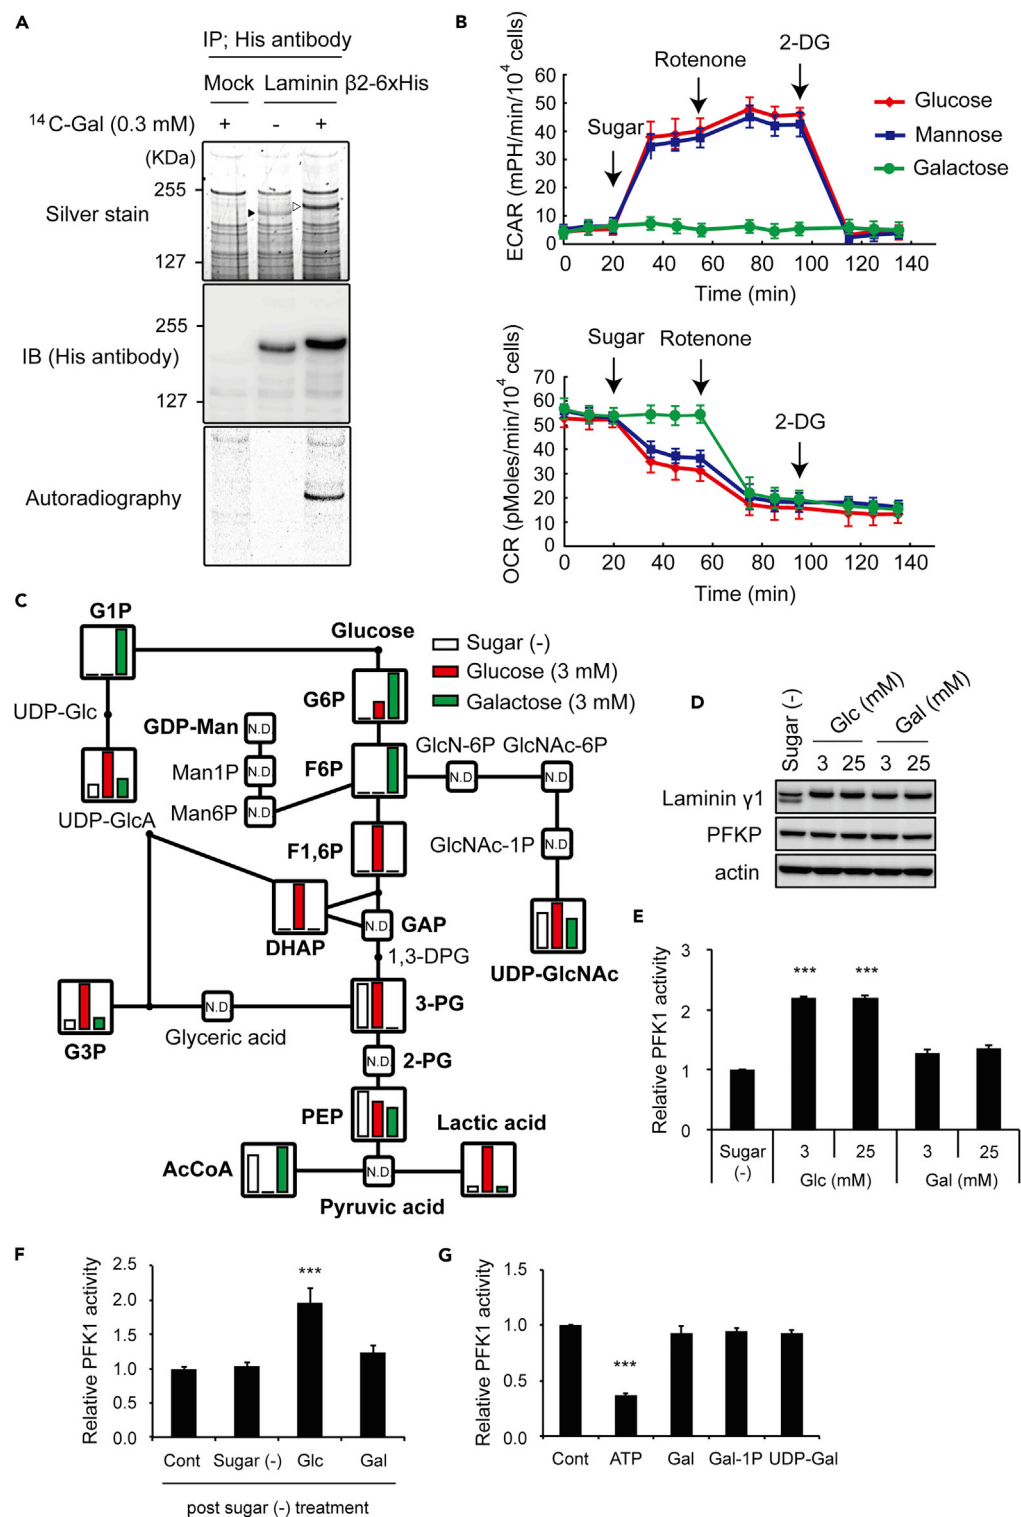 A
IP; His antibody
Mock Laminin β2-6xHis
14C-Gal (0.3 mM) + - +
(KDa)
255
Silver stain
127
255
IB (His antibody)
127
Autoradiography
B
2-DG
Rotenone
Sugar
Glucose
Mannose
Galactose
ECAR (mPH/min/10^4 cells)
60
50
40
30
20
10
0
0 20 40 60 80 100 120 140
Time (min)
Sugar Rotenone
2-DG
OCR (pMoles/min/10^4 cells)
70
60
50
40
30
20
10
0
0 20 40 60 80 100 120 140
Time (min)
C
G1P
Glucose
Sugar (-)
Glucose (3 mM)
Galactose (3 mM)
G6P
UDP-Glc
GDP-Man N.D.
GlcN-6P GlcNAc-6P
Man1P N.D
F6P
N.D N.D.
UDP-GlcA
Man6P N.D
F1,6P
GlcNAc-1P N.D.
DHAP
N.D. GAP
1,3-DPG
UDP-GlcNAc
3-PG
N.D.
Glyceric acid
G3P
N.D 2-PG
PEP
Lactic acid
AcCoA
N.D
Pyruvic acid
D
Sugar (-)
Glc (mM)
Gal (mM)
3 25 3 25
Laminin γ1
PFKP
actin
E
Relative PFK1 activity
3
2
1
0
*** ***
Sugar (-)
3 25 3 25
Glc (mM) Gal (mM)
F
Relative PFK1 activity
2.5
2.0
1.5
1.0
0.5
0.0
***
Cont Sugar (-) Glc Gal
post sugar (-) treatment
G
Relative PFK1 activity
1.5
1.0
0.5
0.0
***
Cont ATP Gal Gal-1P UDP-Gal